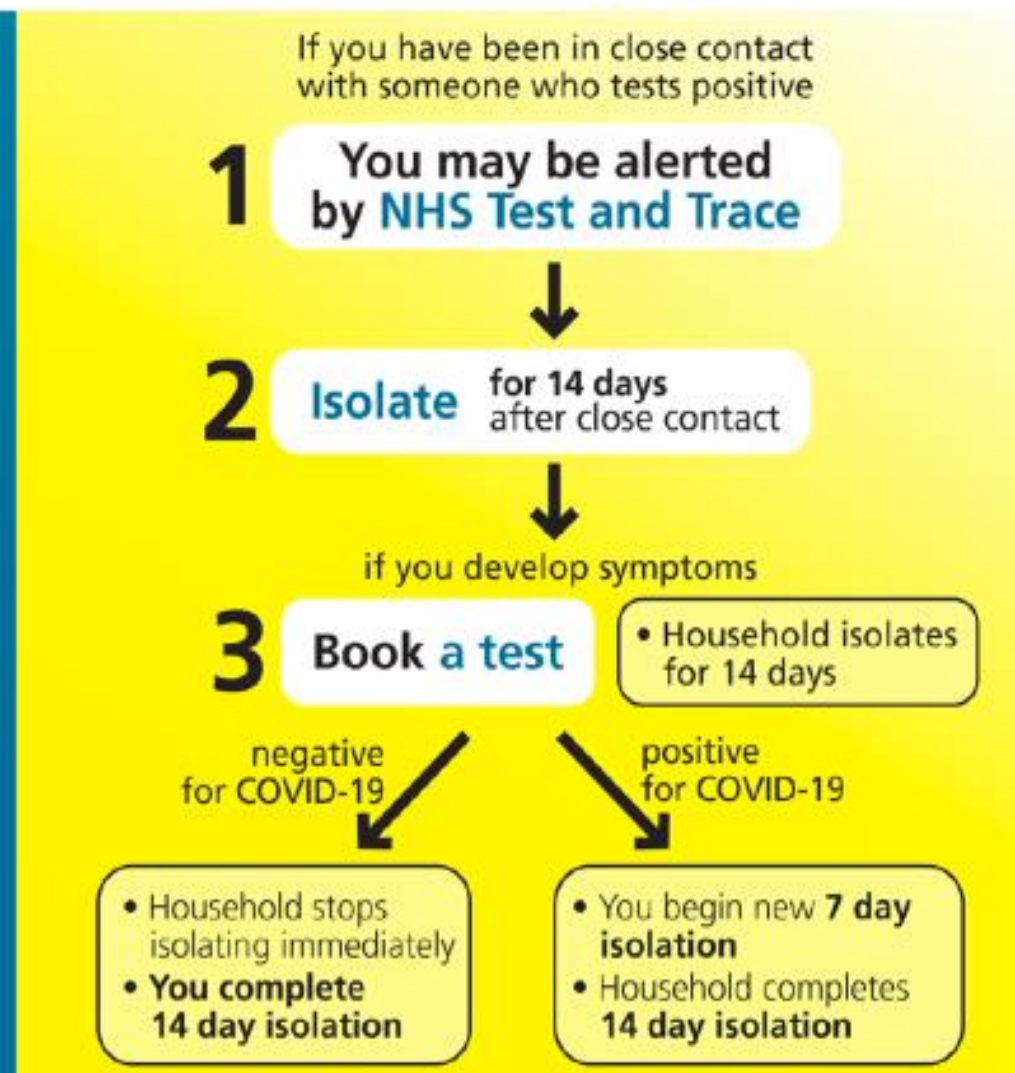 If you have been in close contact
with someone who tests positive
1
You may be alerted
by NHS Test and Trace
2
Isolate
for 14 days
after close contact
if you develop symptoms
3
Book a test
• Household isolates
for 14 days
negative
for COVID-19
positive
for COVID-19
• Household stops
isolating immediately
• You complete
14 day isolation
• You begin new 7 day
isolation
• Household completes
14 day isolation